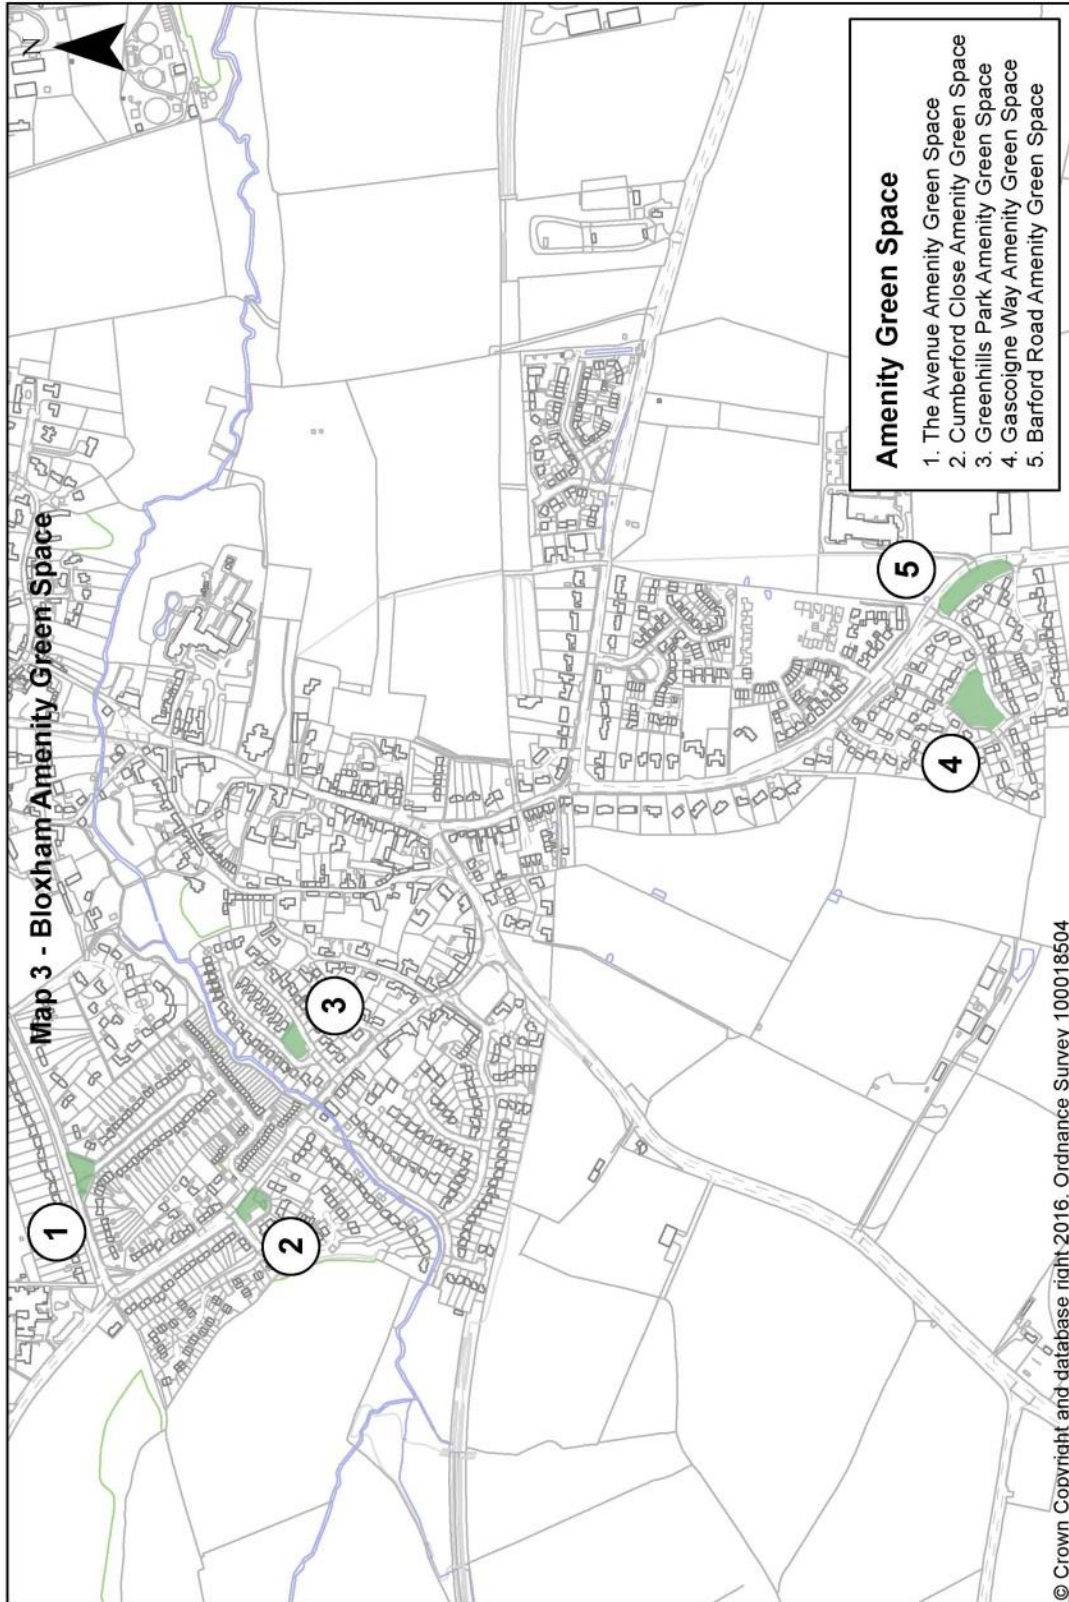 Map 3 - Bloxham Amenity Green Space
N
1
2
3
4
5
Amenity Green Space
1. The Avenue Amenity Green Space
2. Cumberford Close Amenity Green Space
3. Greenhills Park Amenity Green Space
4. Gascoigne Way Amenity Green Space
5. Barford Road Amenity Green Space
© Crown Copyright and database right 2016. Ordnance Survey 100018504